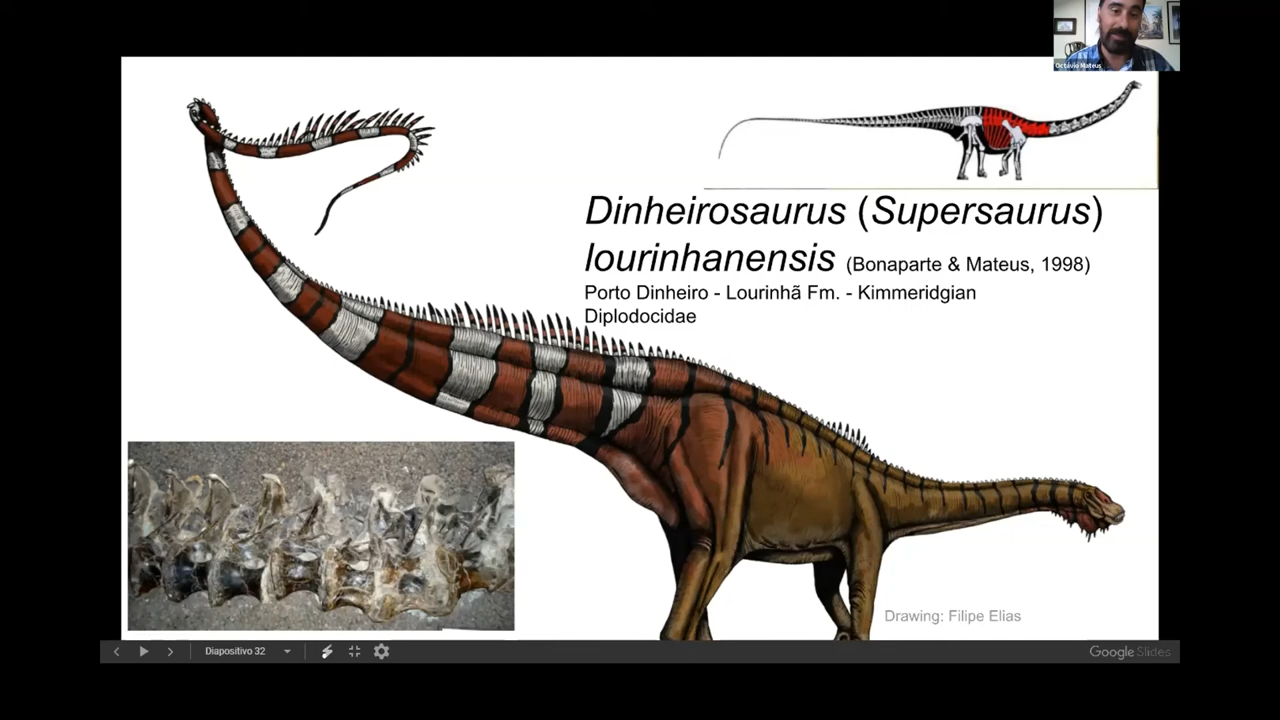 Octávio Mateus
Dinheirosaurus (Supersaurus)
lourinhanensis (Bonaparte & Mateus, 1998)
Porto Dinheiro - Lourinhã Fm. - Kimmeridgian
Diplodocidae
Drawing: Filipe Elias
Diapositivo 32
Google Slides